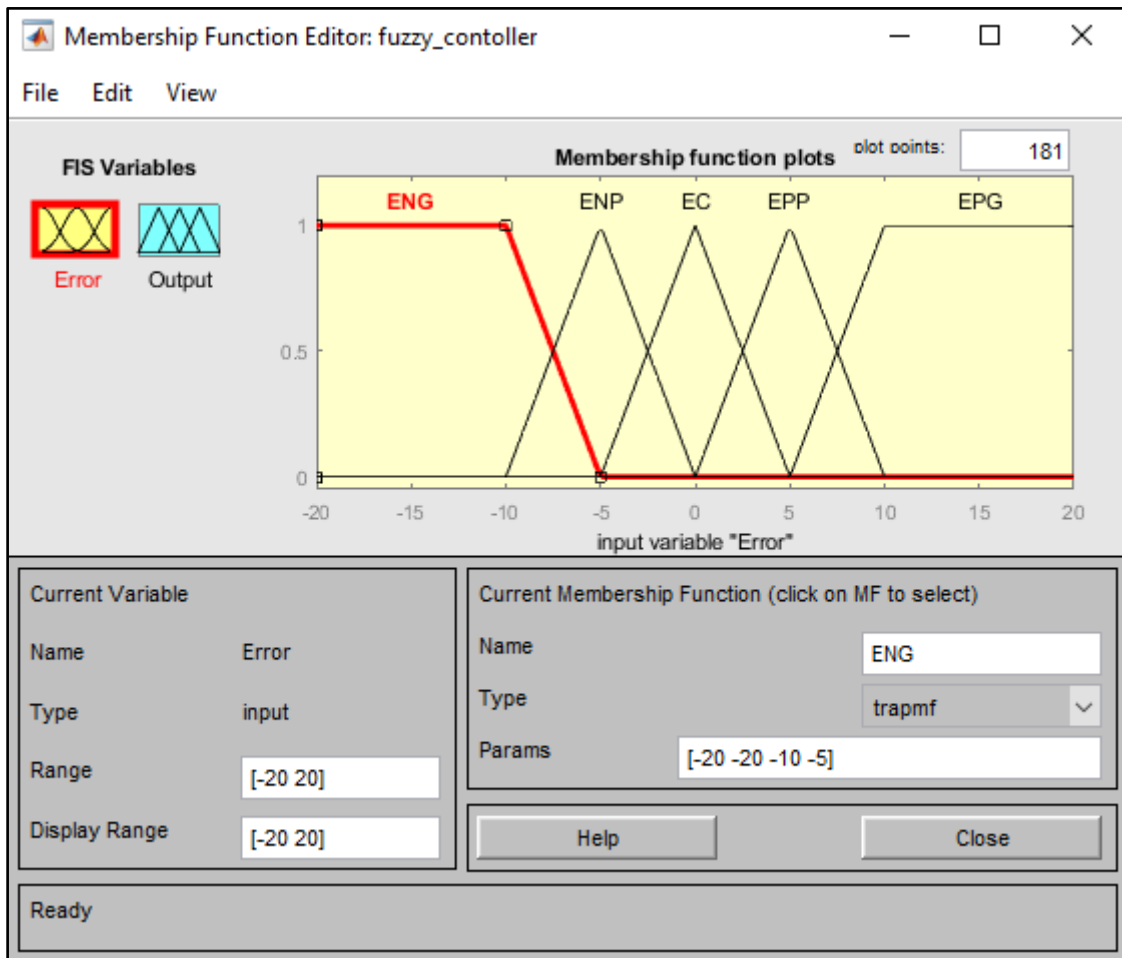 Membership Function Editor: fuzzy_contoller
File Edit View
FIS Variables
Error
Output
Membership function plots
plot points:
181
ENG ENP EC EPP EPG
1
0.5
0
-20 -15 -10 -5 0 5 10 15 20
input variable "Error"
Current Variable
Name Error
Type input
Range [-20 20]
Display Range [-20 20]
Current Membership Function (click on MF to select)
Name ENG
Type trapmf
Params [-20 -20 -10 -5]
Help Close
Ready